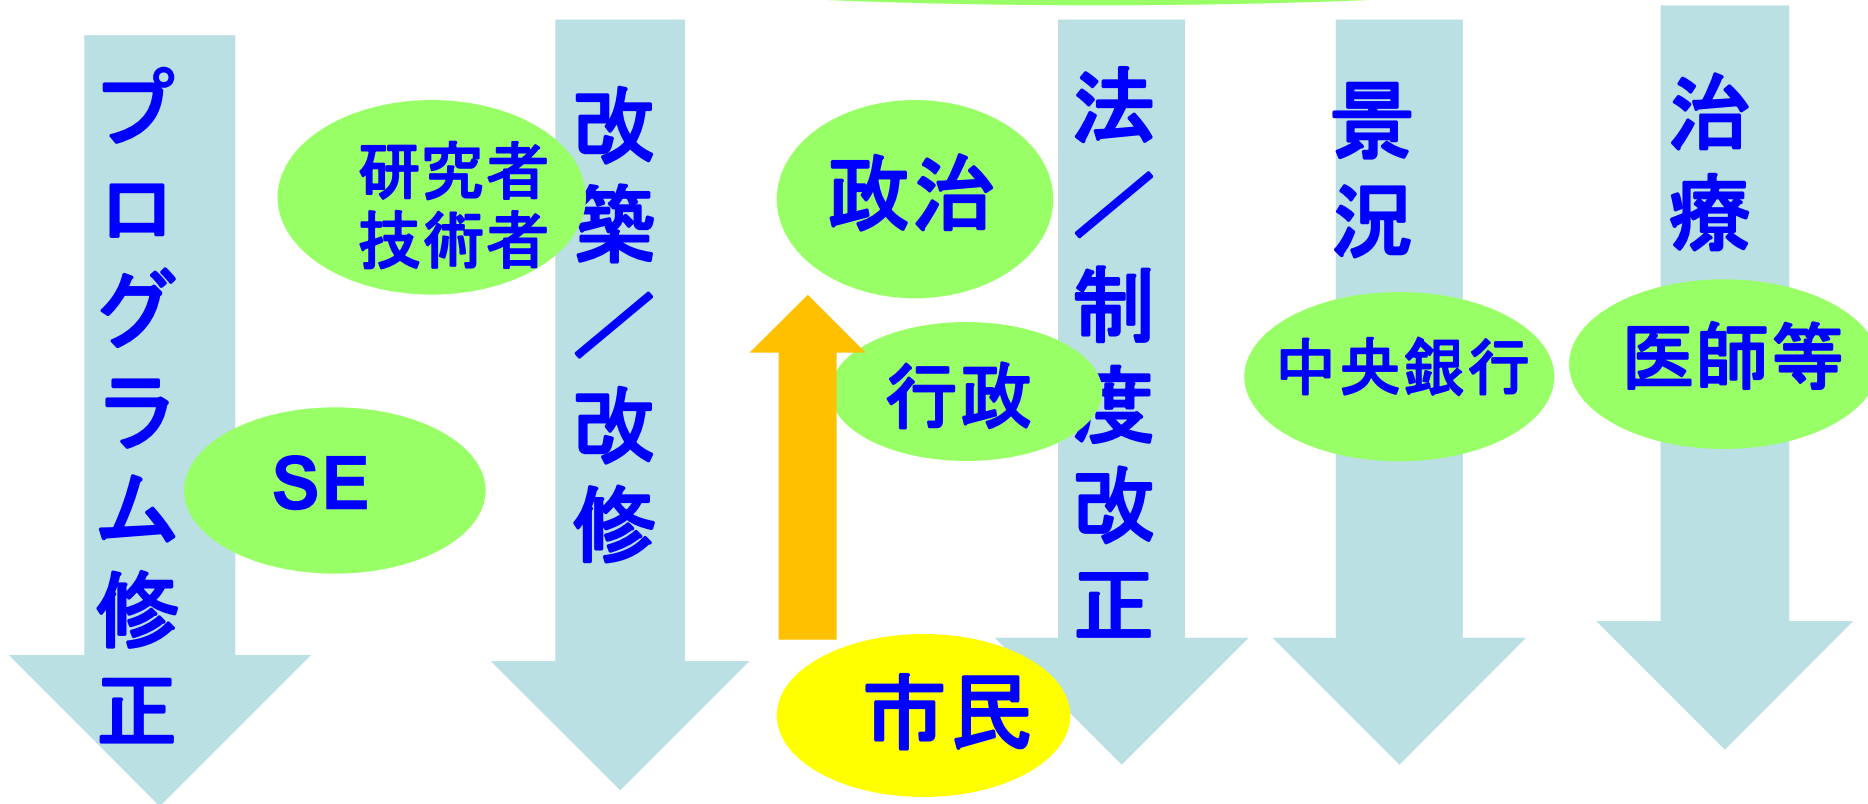 プログラム修正
研究者
技術者
SE
改築／改修
政治
行政
市民
法／制度改正
景況
中央銀行
治療
医師等